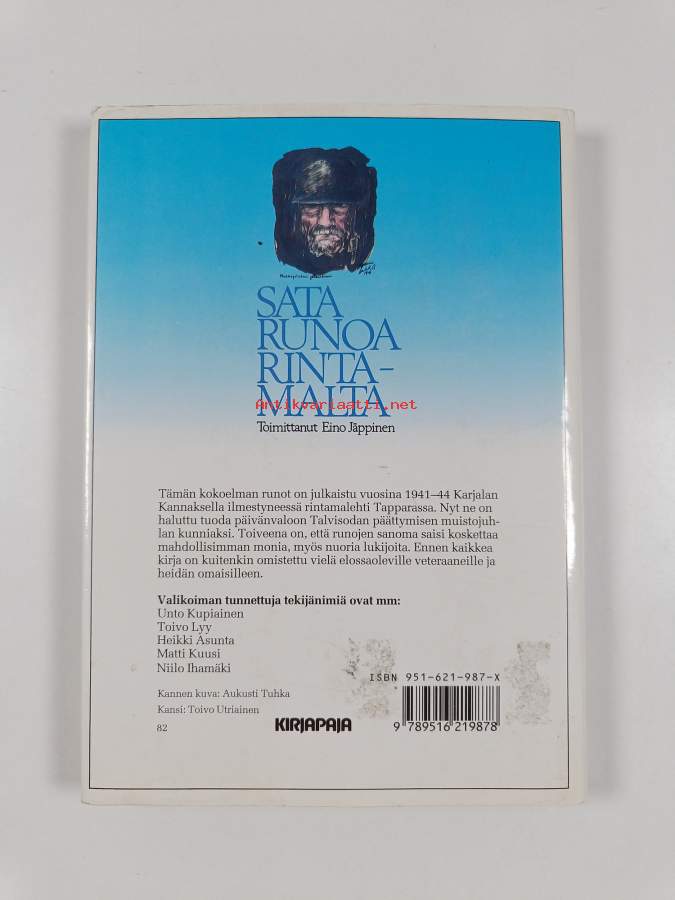 SATA
RUNOA
RINTA-
MALTA
Antikvariaatti.net
Toimittanut Eino Jäppinen
Tämän kokoelman runot on julkaistu vuosina 1941–44 Karjalan
Kannaksella ilmestyneessä rintamalehti Tapparassa. Nyt ne on
haluttu tuoda päivänvaloon Talvisodan päättymisen muistojuh-
lan kunniaksi. Toiveena on, että runojen sanoma saisi koskettaa
mahdollisimman monia, myös nuoria lukijoita. Ennen kaikkea
kirja on kuitenkin omistettu vielä elossaoleville veteraaneille ja
heidän omaisilleen.
Valikoiman tunnettuja tekijänimiä ovat mm:
Unto Kupiainen
Toivo Lyy
Heikki Asunta
Matti Kuusi
Niilo Ihamäki
Kannen kuva: Aukusti Tuhka
Kansi: Toivo Utriainen
82
KIRJAPAJA
ISBN 951-621-987-X
9 789516 219878